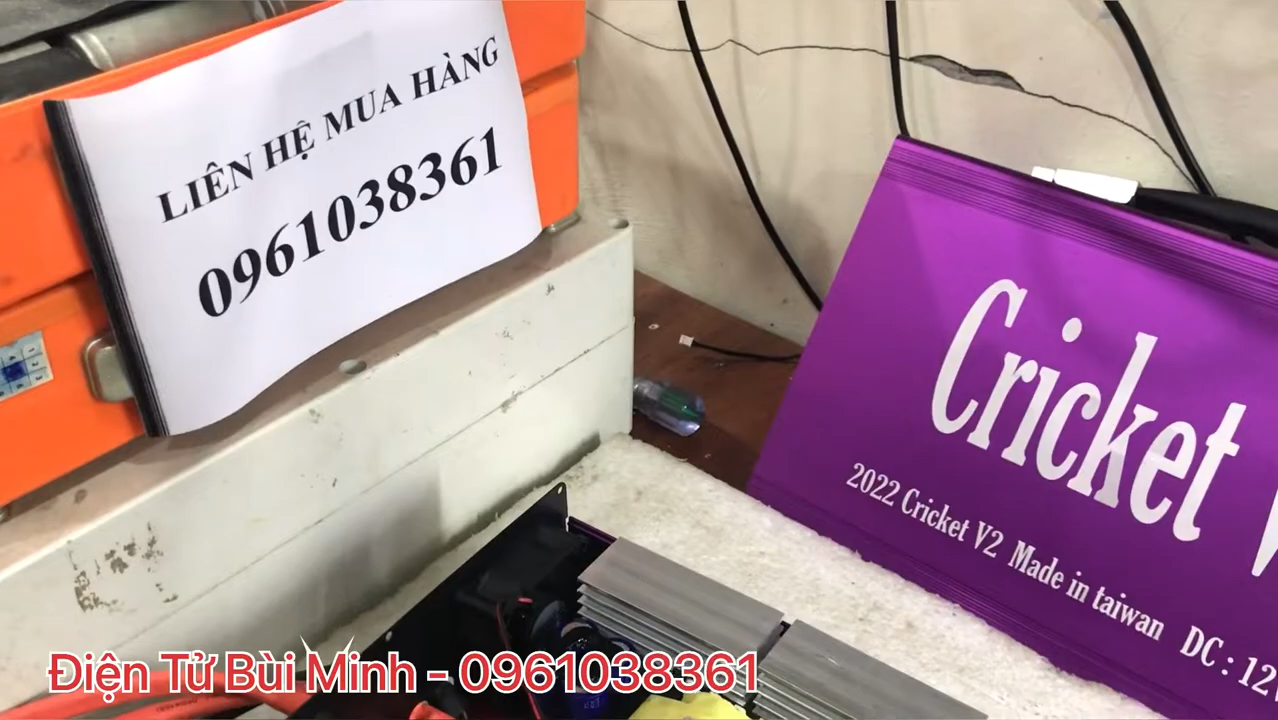 LIÊN HỆ MUA HÀNG
0961038361
Cricket
2022 Cricket V2 Made in taiwan DC : 12
Điện Tử Bùi Minh - 0961038361